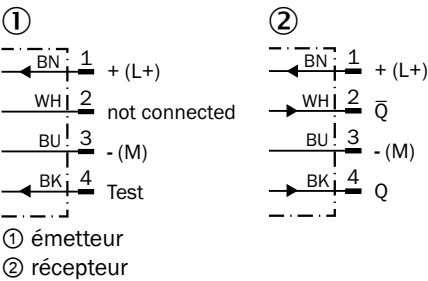 ① ②
BN 1 + (L+)
WH 2 not connected
BU 3 - (M)
BK 4 Test
BN 1 + (L+)
WH 2 Q̅
BU 3 - (M)
BK 4 Q
① émetteur
② récepteur